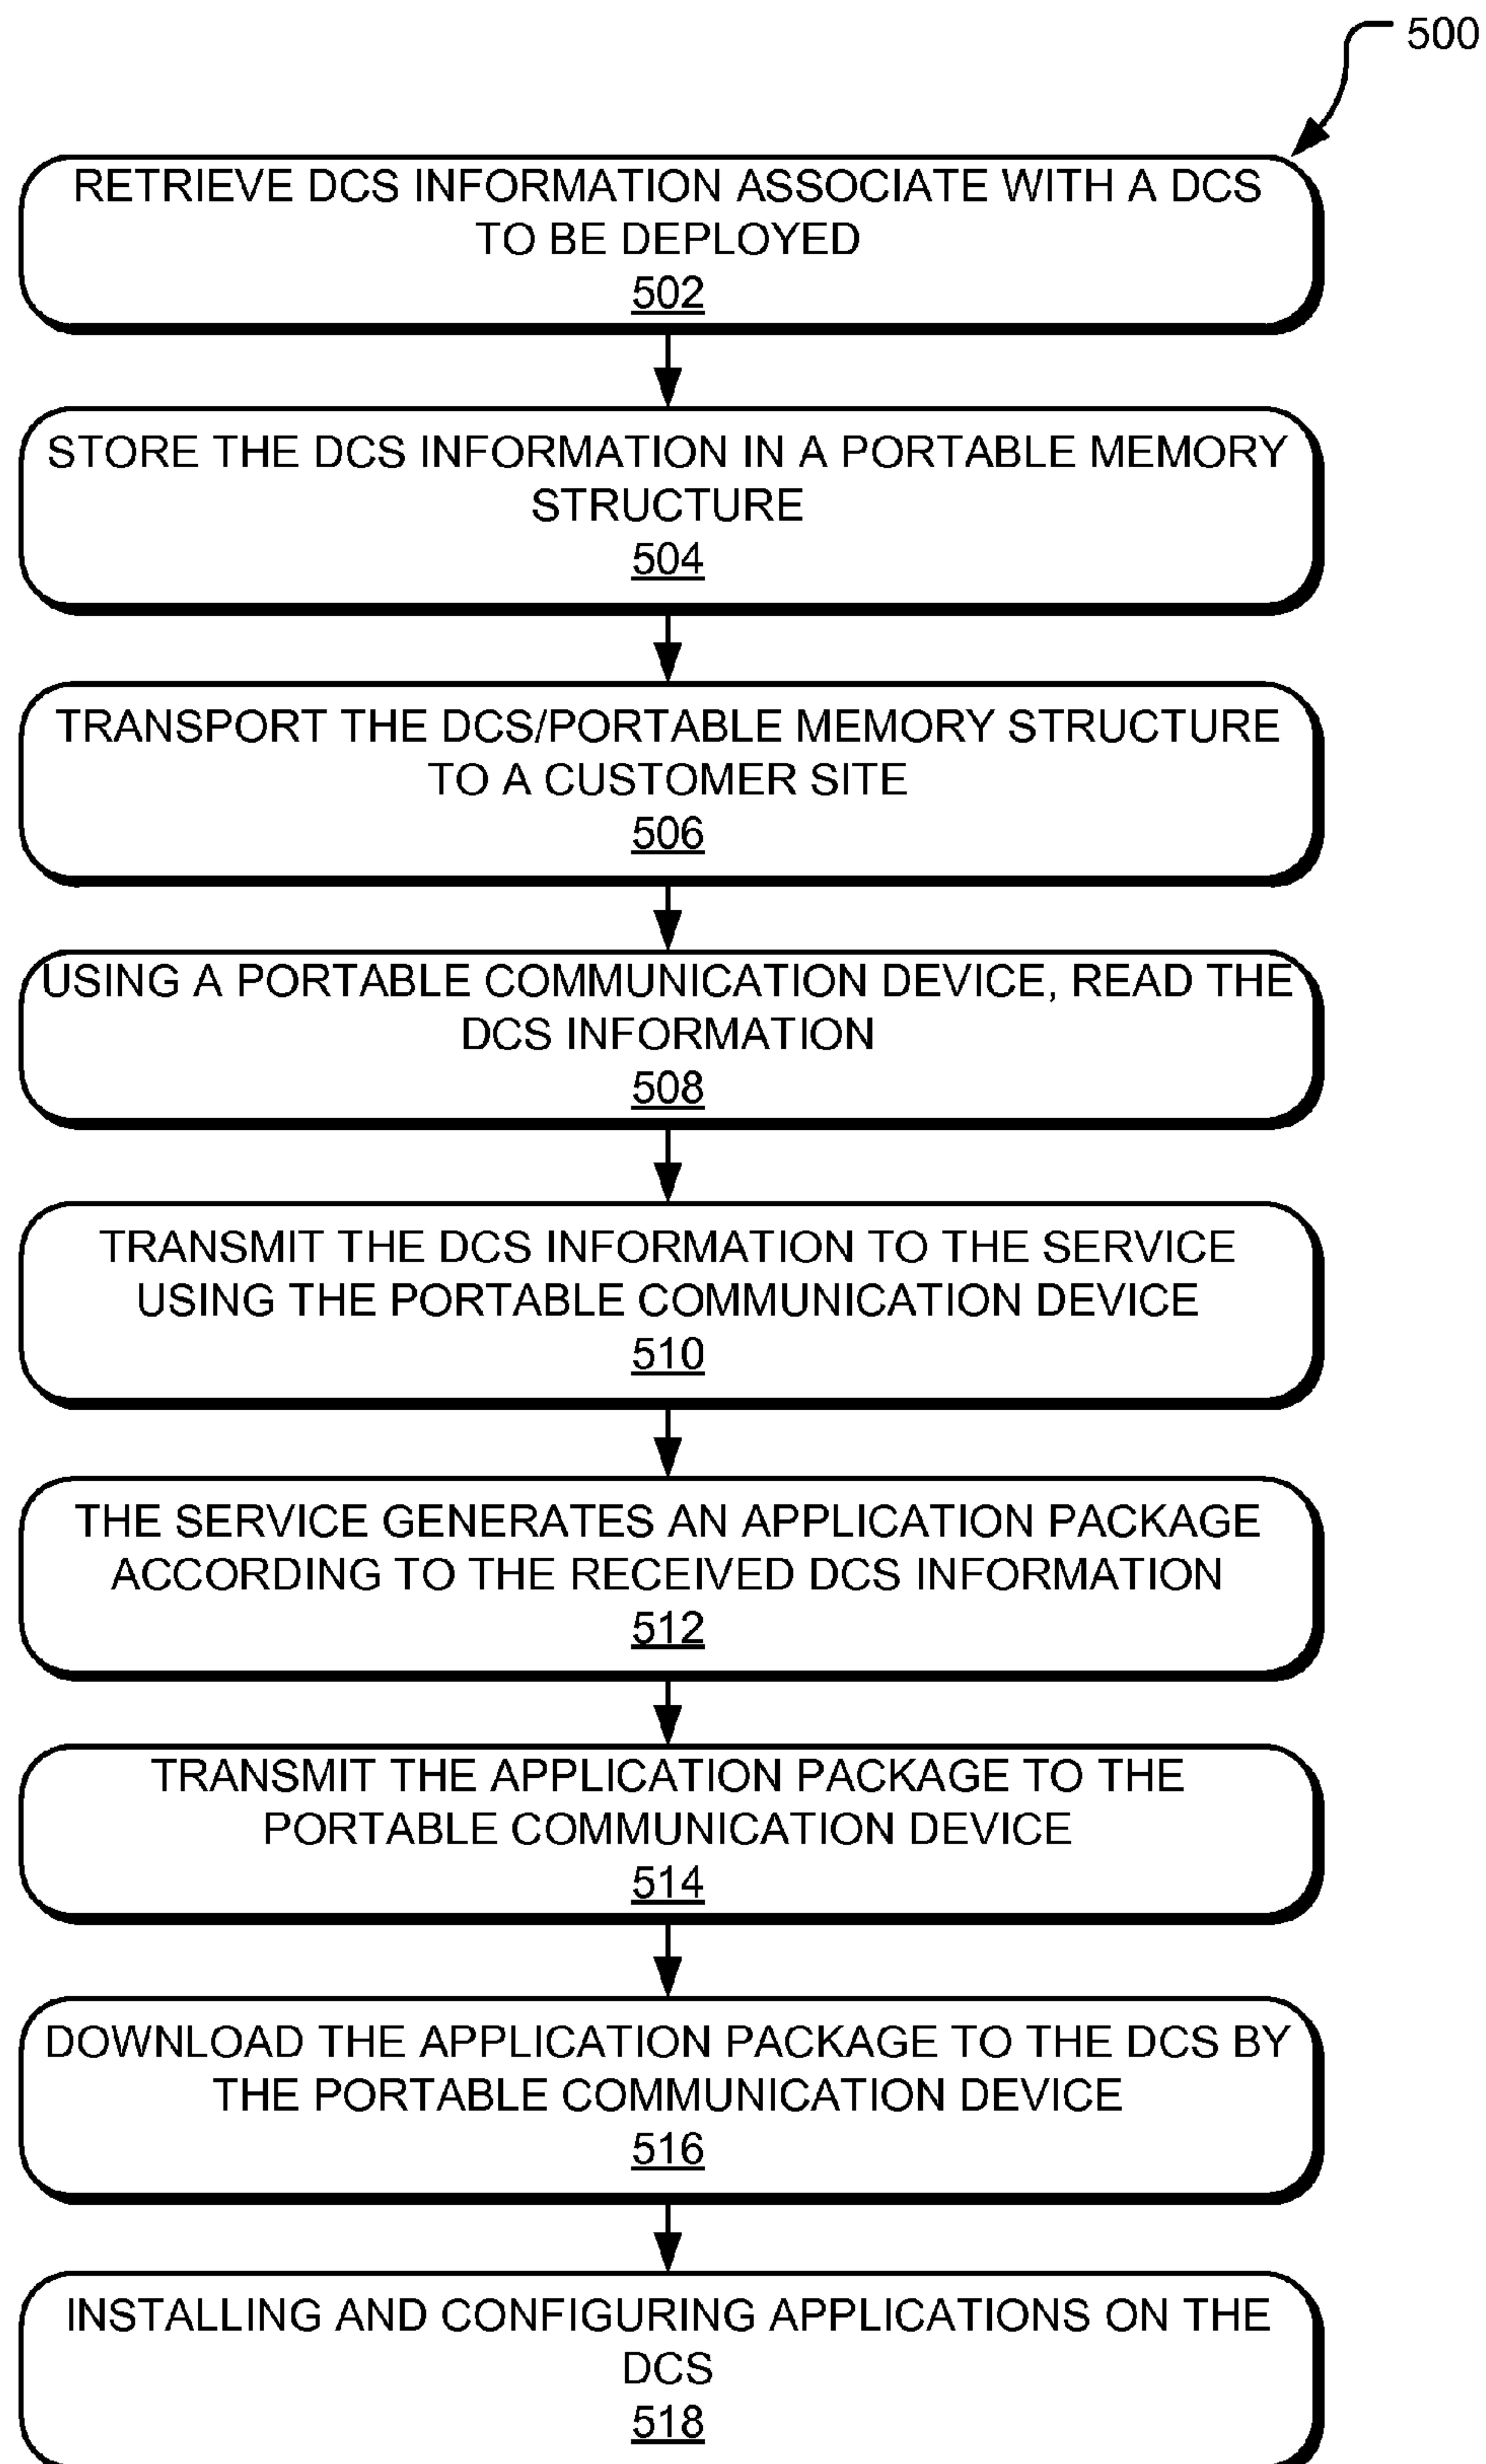 500
RETRIEVE DCS INFORMATION ASSOCIATE WITH A DCS
TO BE DEPLOYED
502
STORE THE DCS INFORMATION IN A PORTABLE MEMORY
STRUCTURE
504
TRANSPORT THE DCS/PORTABLE MEMORY STRUCTURE
TO A CUSTOMER SITE
506
USING A PORTABLE COMMUNICATION DEVICE, READ THE
DCS INFORMATION
508
TRANSMIT THE DCS INFORMATION TO THE SERVICE
USING THE PORTABLE COMMUNICATION DEVICE
510
THE SERVICE GENERATES AN APPLICATION PACKAGE
ACCORDING TO THE RECEIVED DCS INFORMATION
512
TRANSMIT THE APPLICATION PACKAGE TO THE
PORTABLE COMMUNICATION DEVICE
514
DOWNLOAD THE APPLICATION PACKAGE TO THE DCS BY
THE PORTABLE COMMUNICATION DEVICE
516
INSTALLING AND CONFIGURING APPLICATIONS ON THE
DCS
518